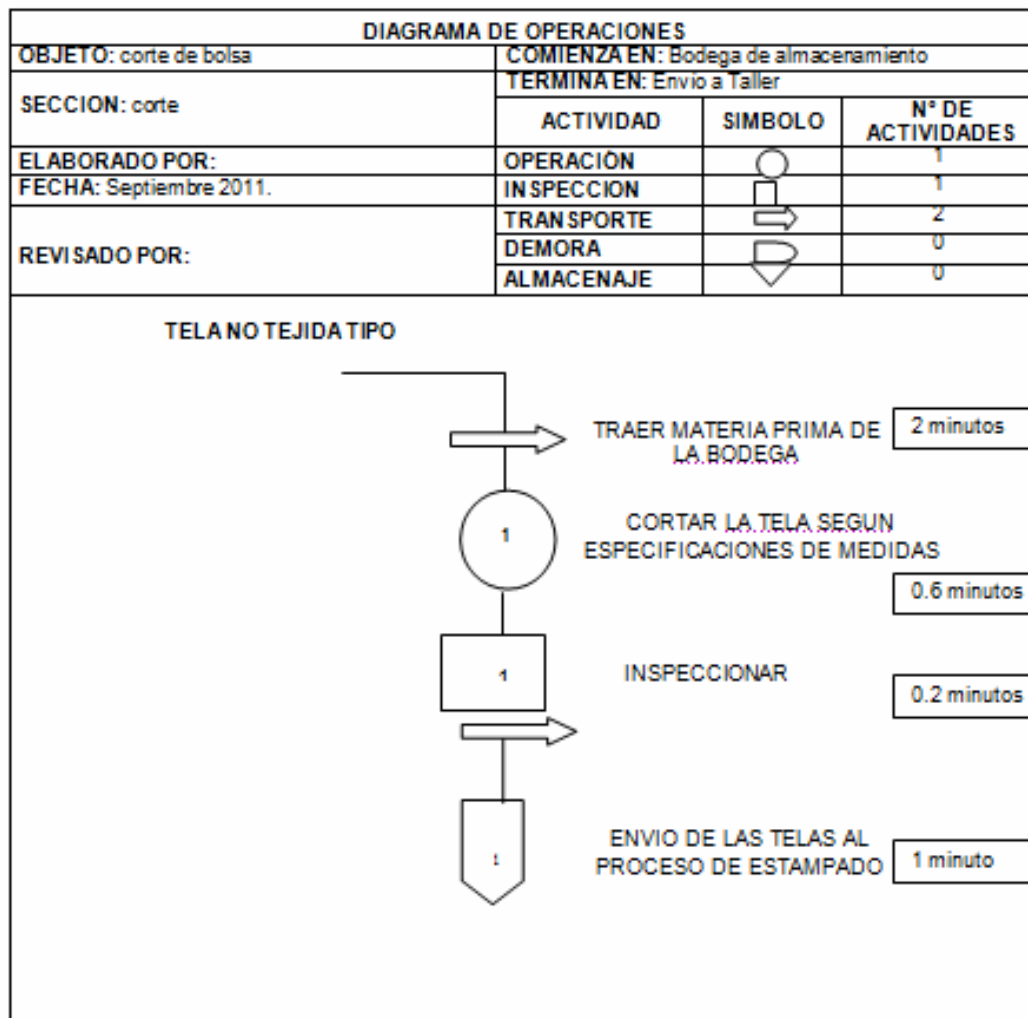 DIAGRAMA DE OPERACIONES
OBJETO: corte de bolsa
COMIENZA EN: Bodega de almacenamiento
TERMINA EN: Envio a Taller
SECCION: corte
ACTIVIDAD
SIMBOLO
N° DE
ACTIVIDADES
ELABORADO POR:
OPERACIÓN
1
FECHA: Septiembre 2011.
INSPECCION
1
TRANSPORTE
2
REVISADO POR:
DEMORA
0
ALMACENAJE
0
TELA NO TEJIDA TIPO
TRAER MATERIA PRIMA DE
LA BODEGA
2 minutos
1
CORTAR LA TELA SEGUN
ESPECIFICACIONES DE MEDIDAS
0.6 minutos
1
INSPECCIONAR
0.2 minutos
1
ENVIO DE LAS TELAS AL
PROCESO DE ESTAMPADO
1 minuto